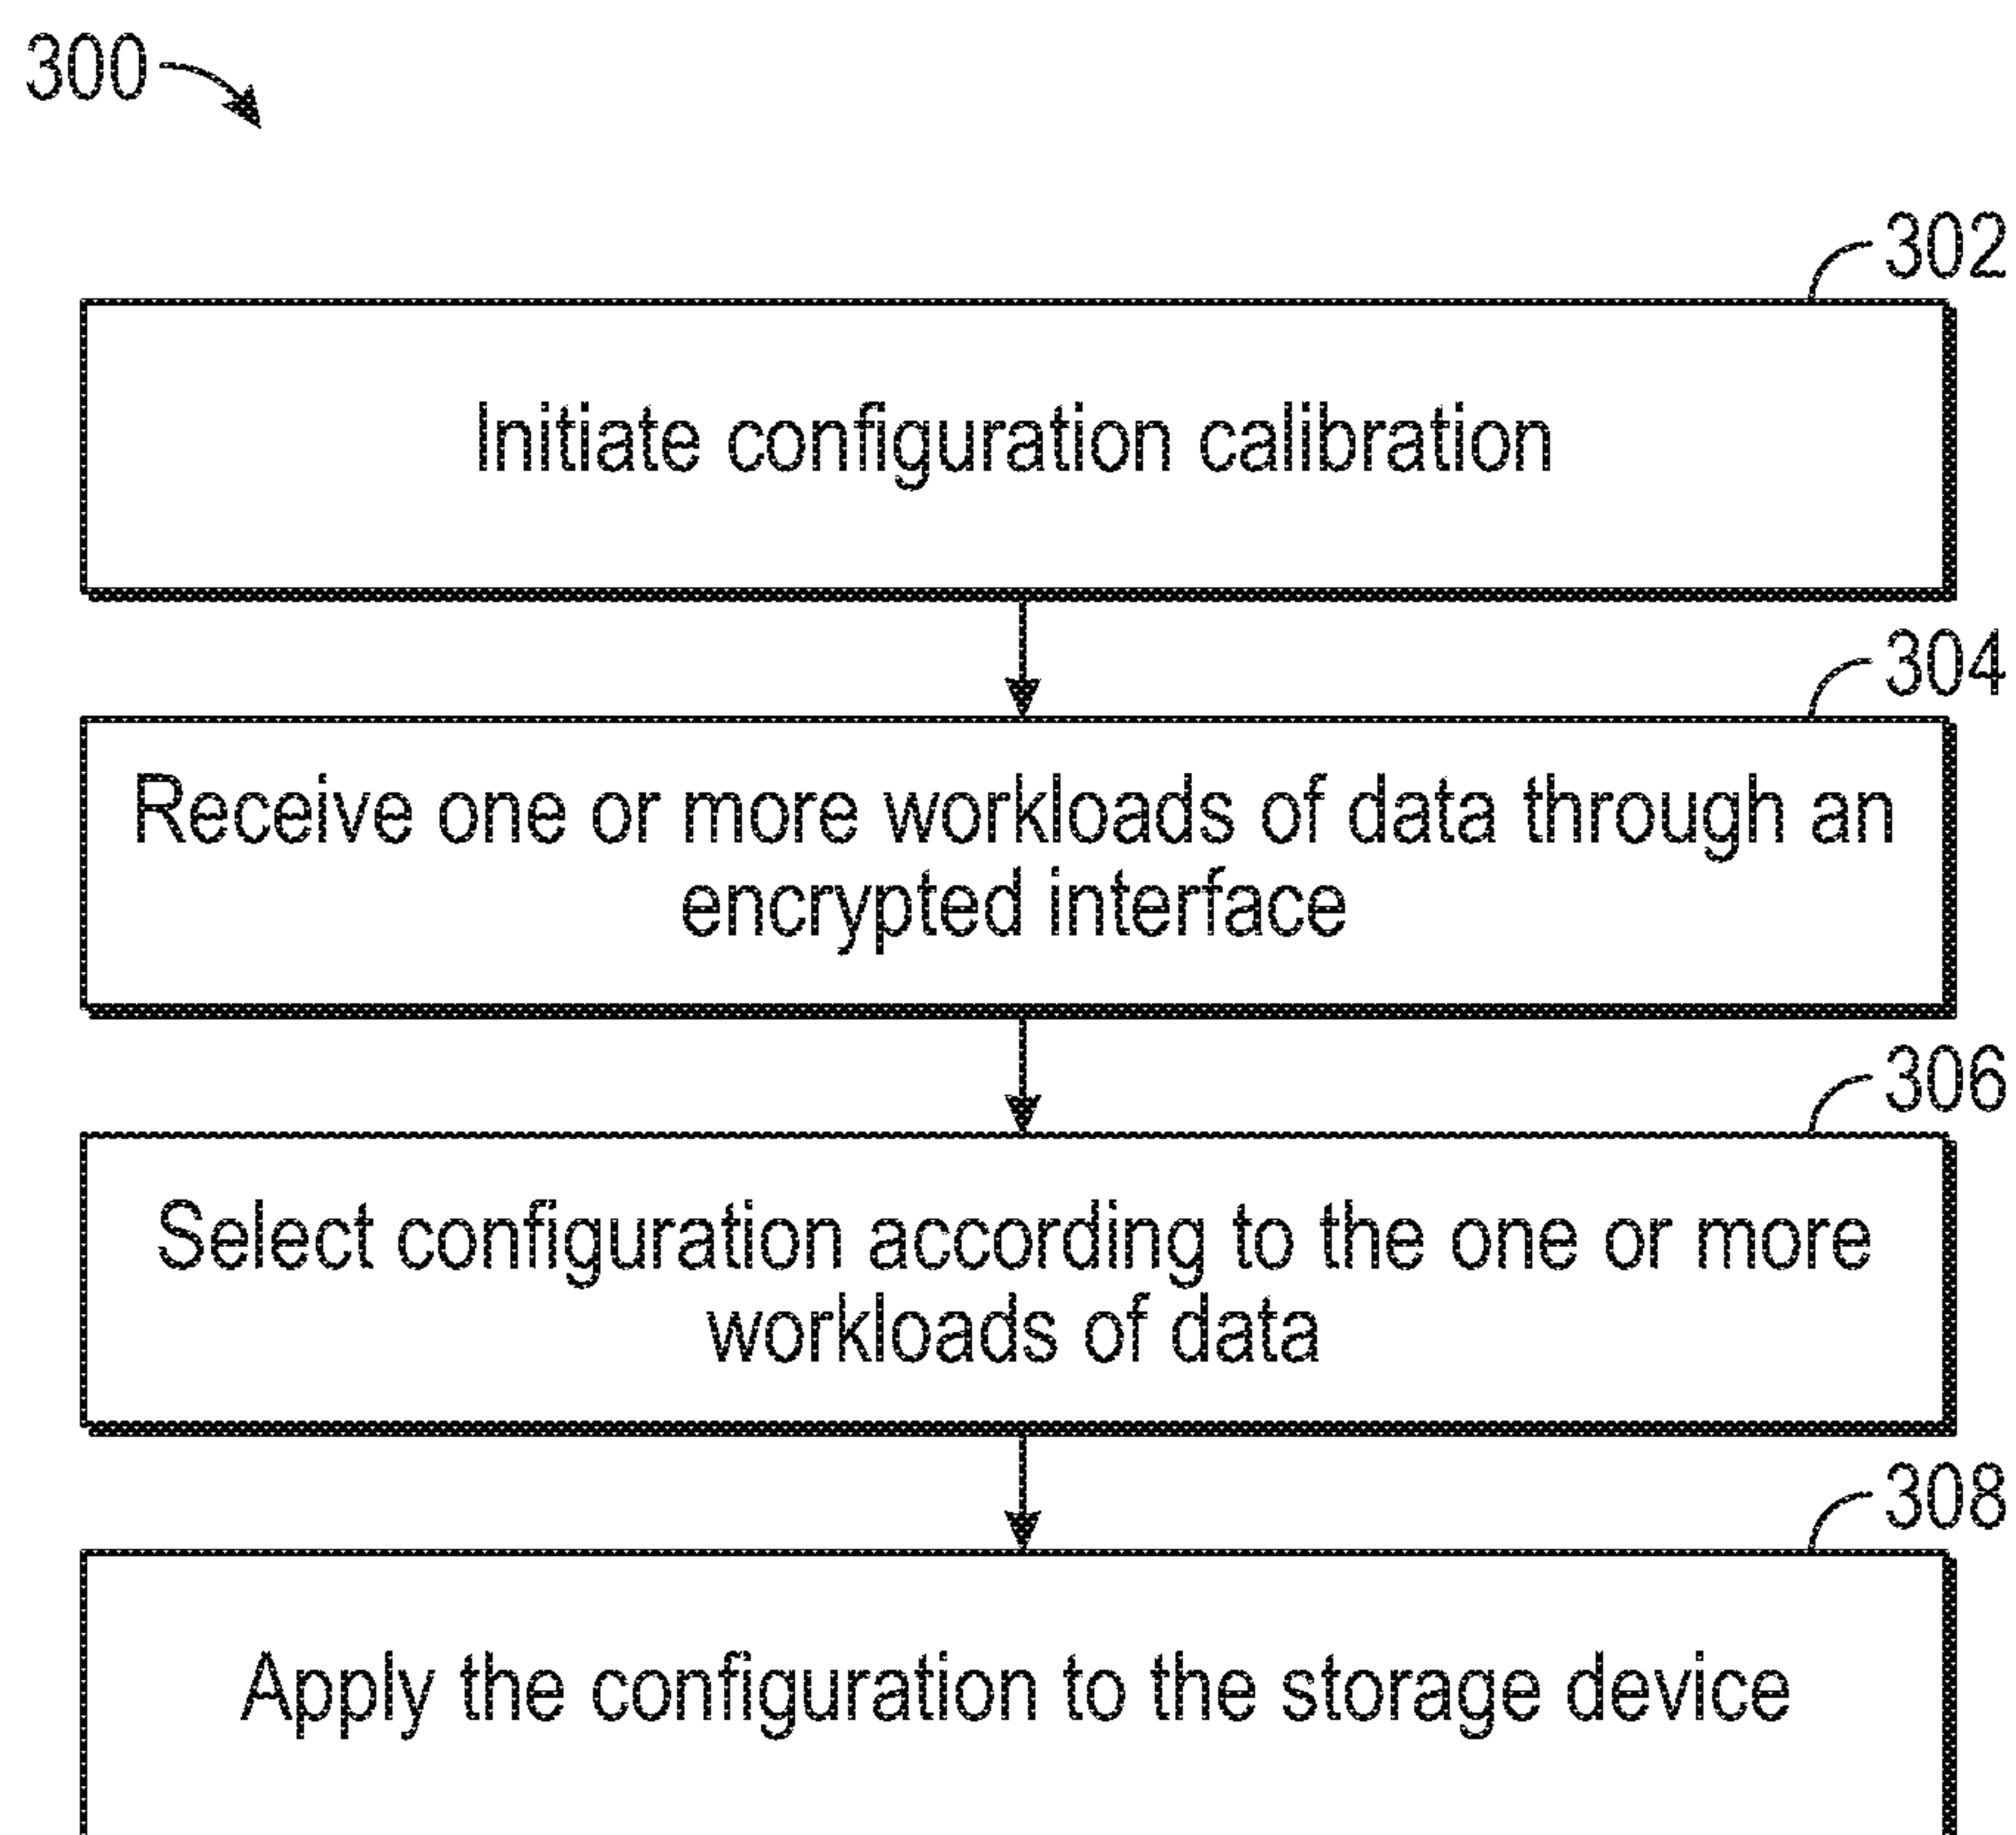 300
302
Initiate configuration calibration
304
Receive one or more workloads of data through an
encrypted interface
306
Select configuration according to the one or more
workloads of data
308
Apply the configuration to the storage device